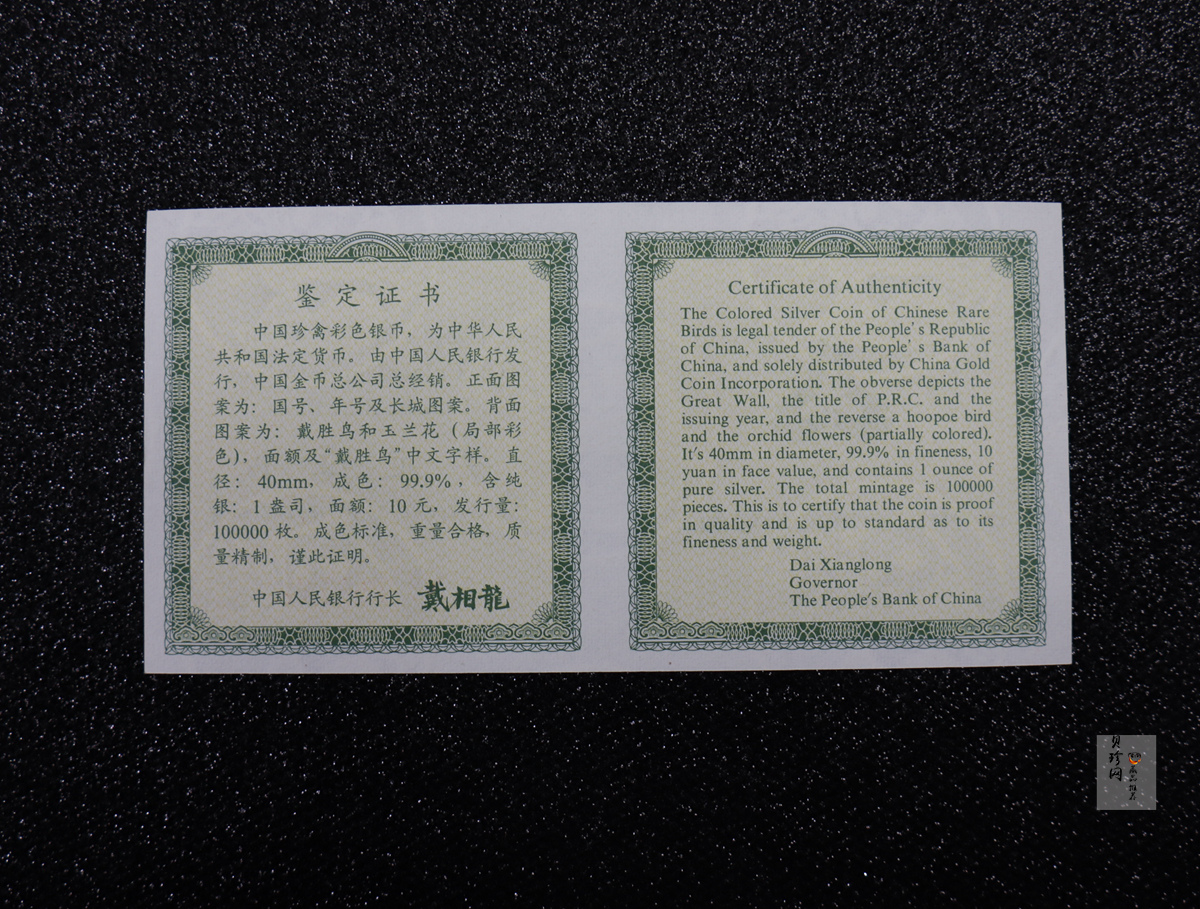 鉴定证书
中国珍禽彩色银币，为中华人民
共和国法定货币。由中国人民银行发
行，中国金币总公司总经销。正面图
案为：国号、年号及长城图案。背面
图案为：戴胜鸟和玉兰花（局部彩
色），面额及“戴胜鸟”中文字样。直
径：40mm，成色：99.9%，含纯
银：1盎司，面额：10元，发行量：
100000枚。成色标准，重量合格，质
量精制，谨此证明。
中国人民银行行长 戴相龍
Certificate of Authenticity
The Colored Silver Coin of Chinese Rare
Birds is legal tender of the People's Republic
of China, issued by the People's Bank of
China, and solely distributed by China Gold
Coin Incorporation. The obverse depicts the
Great Wall, the title of P.R.C. and the
issuing year, and the reverse a hoopoe bird
and the orchid flowers (partially colored).
It's 40mm in diameter, 99.9% in fineness, 10
yuan in face value, and contains 1 ounce of
pure silver. The total mintage is 100000
pieces. This is to certify that the coin is proof
in quality and is up to standard as to its
fineness and weight.
Dai Xianglong
Governor
The People's Bank of China
贝珍网